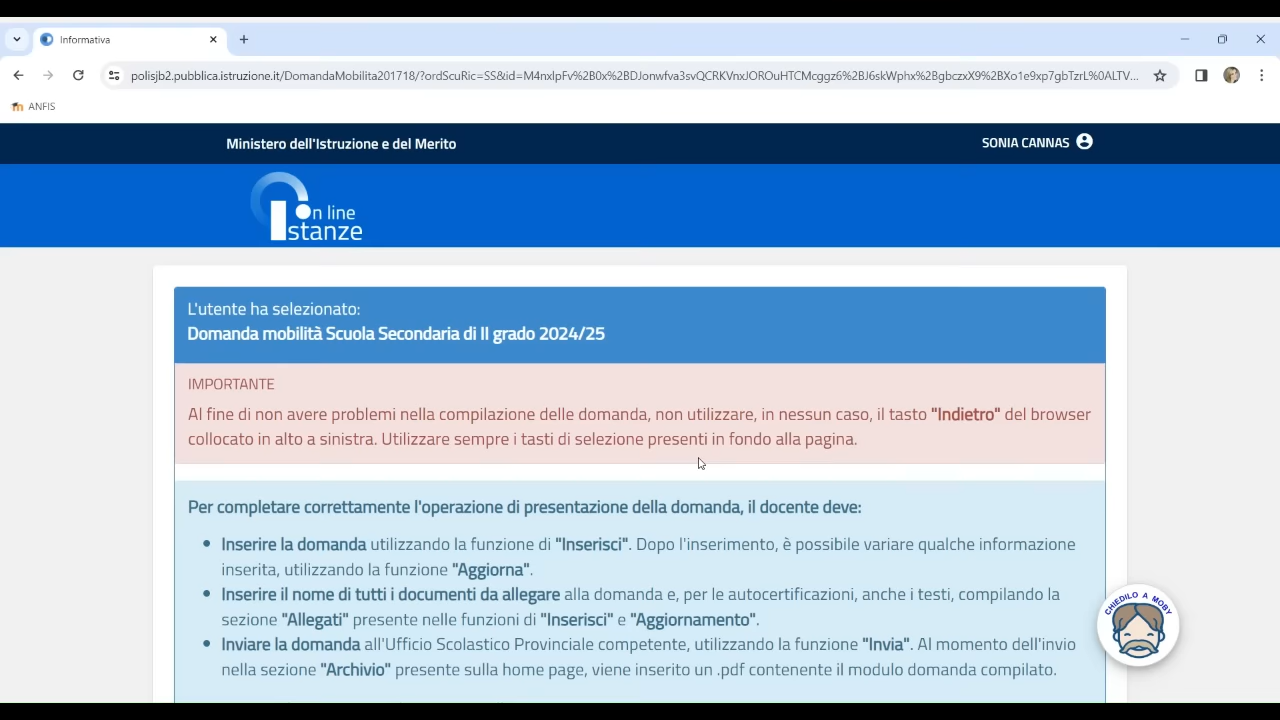 Informativa
polisjb2.pubblica.istruzione.it/DomandaMobilita201718/?ordScuRic=SS&id=M4nxlpFv%2B0x%2BDJonwfva3svQCRKVnxJOROuHTCMcggz6%2BJ6skWphx%2BgbczxX9%2BXo1e9xp7gbTzrL%0ALTV...
ANFIS
Ministero dell'Istruzione e del Merito
SONIA CANNAS
On line
Istanze
L'utente ha selezionato:
Domanda mobilità Scuola Secondaria di II grado 2024/25
IMPORTANTE
Al fine di non avere problemi nella compilazione delle domanda, non utilizzare, in nessun caso, il tasto "Indietro" del browser
collocato in alto a sinistra. Utilizzare sempre i tasti di selezione presenti in fondo alla pagina.
Per completare correttamente l'operazione di presentazione della domanda, il docente deve:
Inserire la domanda utilizzando la funzione di "Inserisci". Dopo l'inserimento, è possibile variare qualche informazione
inserita, utilizzando la funzione "Aggiorna".
Inserire il nome di tutti i documenti da allegare alla domanda e, per le autocertificazioni, anche i testi, compilando la
sezione "Allegati" presente nelle funzioni di "Inserisci" e "Aggiornamento".
Inviare la domanda all'Ufficio Scolastico Provinciale competente, utilizzando la funzione "Invia". Al momento dell'invio
nella sezione "Archivio" presente sulla home page, viene inserito un .pdf contenente il modulo domanda compilato.
CHIEDILO A MOBY